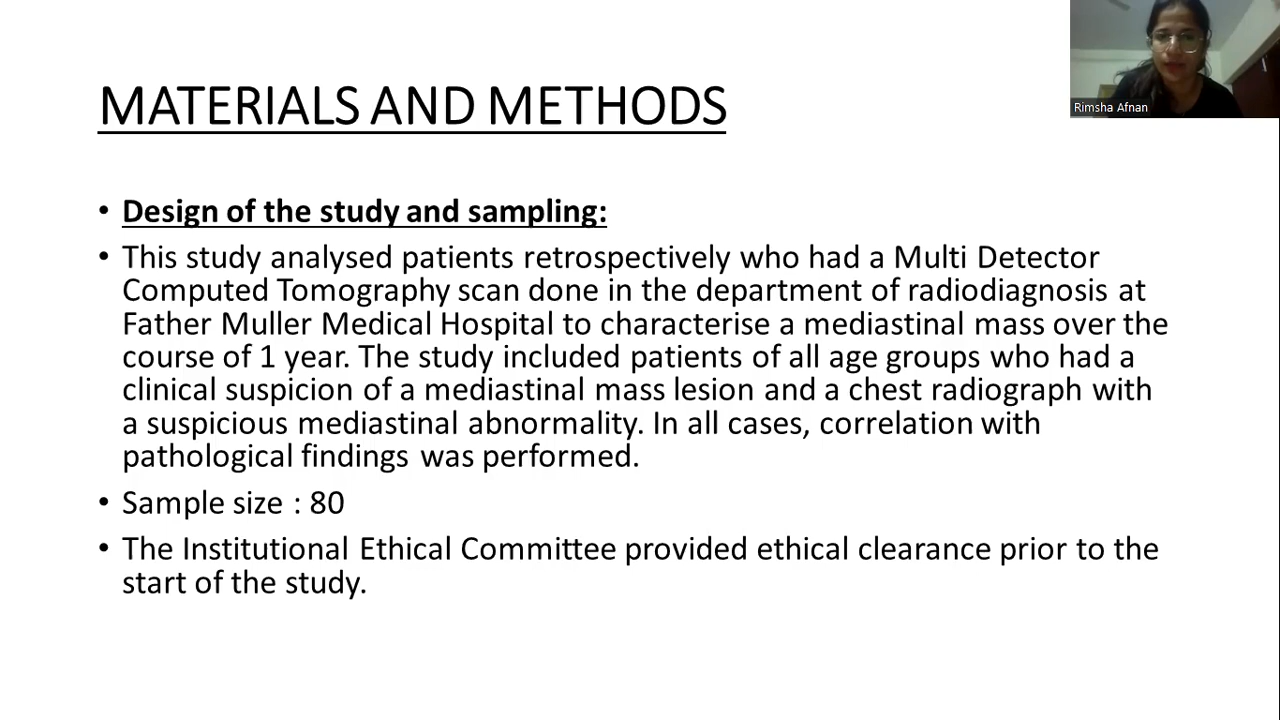 MATERIALS AND METHODS
Rimsha Afnan
• Design of the study and sampling:
• This study analysed patients retrospectively who had a Multi Detector
Computed Tomography scan done in the department of radiodiagnosis at
Father Muller Medical Hospital to characterise a mediastinal mass over the
course of 1 year. The study included patients of all age groups who had a
clinical suspicion of a mediastinal mass lesion and a chest radiograph with
a suspicious mediastinal abnormality. In all cases, correlation with
pathological findings was performed.
• Sample size : 80
• The Institutional Ethical Committee provided ethical clearance prior to the
start of the study.